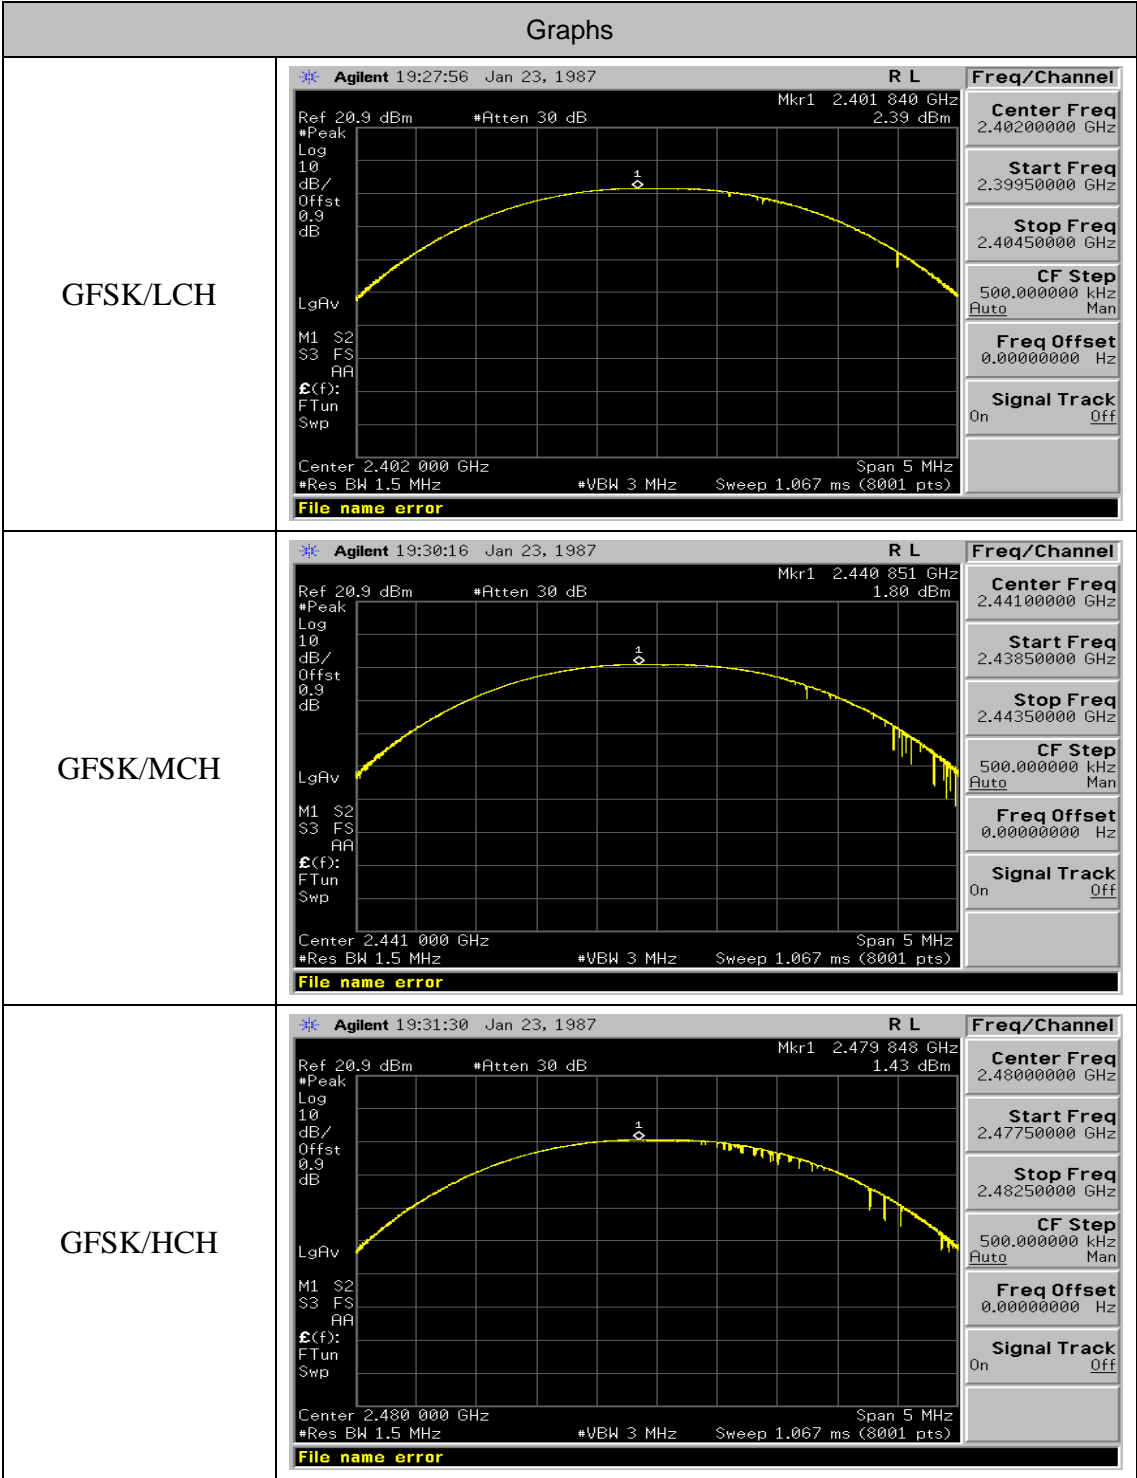 Graphs
GFSK/LCH
Agilent 19:27:56 Jan 23, 1987 R L Freq/Channel
Mkr1 2.401 840 GHz
Ref 20.9 dBm #Atten 30 dB 2.39 dBm
#Peak
Log
10
dB/
Offst
0.9
dB
LgAv
M1 S2
S3 FS
AA
£(f):
FTun
Swp
1
Center 2.402 000 GHz Span 5 MHz
#Res BW 1.5 MHz #VBW 3 MHz Sweep 1.067 ms (8001 pts)
File name error
Center Freq
2.40200000 GHz
Start Freq
2.39950000 GHz
Stop Freq
2.40450000 GHz
CF Step
500.000000 kHz
Auto Man
Freq Offset
0.00000000 Hz
Signal Track
On Off
GFSK/MCH
Agilent 19:30:16 Jan 23, 1987 R L Freq/Channel
Mkr1 2.440 851 GHz
Ref 20.9 dBm #Atten 30 dB 1.80 dBm
#Peak
Log
10
dB/
Offst
0.9
dB
LgAv
M1 S2
S3 FS
AA
£(f):
FTun
Swp
1
Center 2.441 000 GHz Span 5 MHz
#Res BW 1.5 MHz #VBW 3 MHz Sweep 1.067 ms (8001 pts)
File name error
Center Freq
2.44100000 GHz
Start Freq
2.43850000 GHz
Stop Freq
2.44350000 GHz
CF Step
500.000000 kHz
Auto Man
Freq Offset
0.00000000 Hz
Signal Track
On Off
GFSK/HCH
Agilent 19:31:30 Jan 23, 1987 R L Freq/Channel
Mkr1 2.479 848 GHz
Ref 20.9 dBm #Atten 30 dB 1.43 dBm
#Peak
Log
10
dB/
Offst
0.9
dB
LgAv
M1 S2
S3 FS
AA
£(f):
FTun
Swp
1
Center 2.480 000 GHz Span 5 MHz
#Res BW 1.5 MHz #VBW 3 MHz Sweep 1.067 ms (8001 pts)
File name error
Center Freq
2.48000000 GHz
Start Freq
2.47750000 GHz
Stop Freq
2.48250000 GHz
CF Step
500.000000 kHz
Auto Man
Freq Offset
0.00000000 Hz
Signal Track
On Off